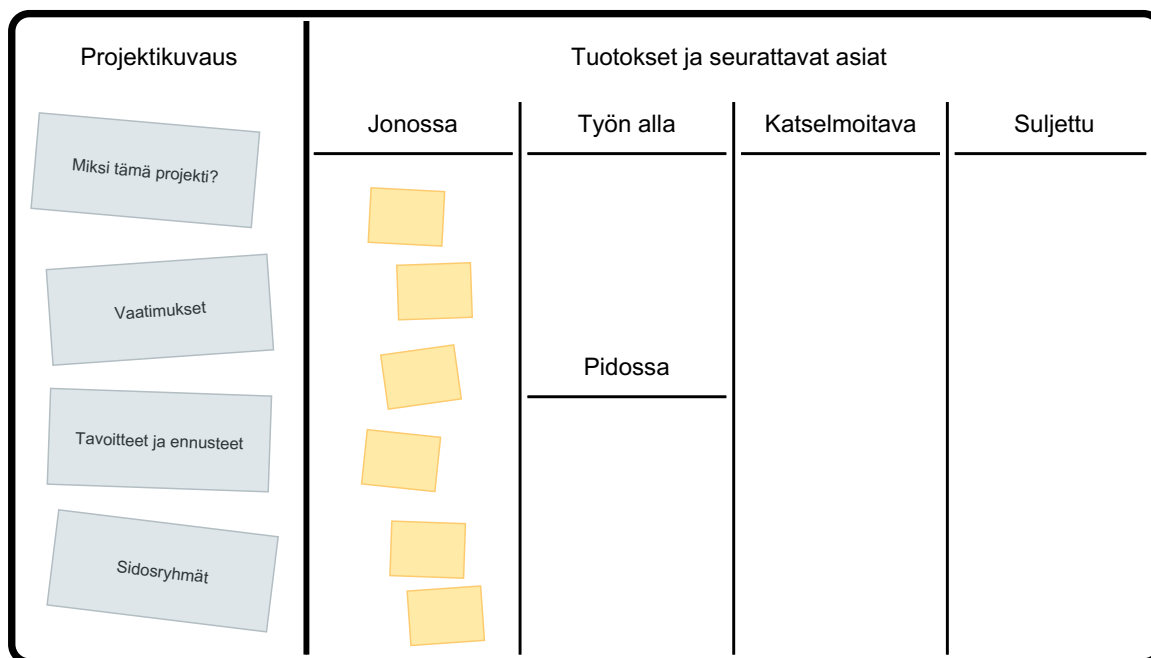 Projektikuvaus
Miksi tämä projekti?
Vaatimukset
Tavoitteet ja ennusteet
Sidosryhmät
Tuotokset ja seurattavat asiat
Jonossa
Työn alla
Pidossa
Katselmoitava
Suljettu